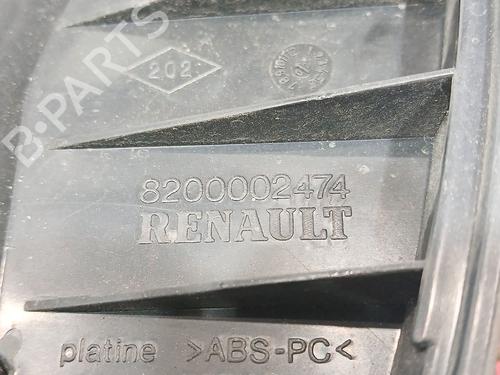 B-PARTS
202
8200002474
RENAULT
platine >ABS-PC<